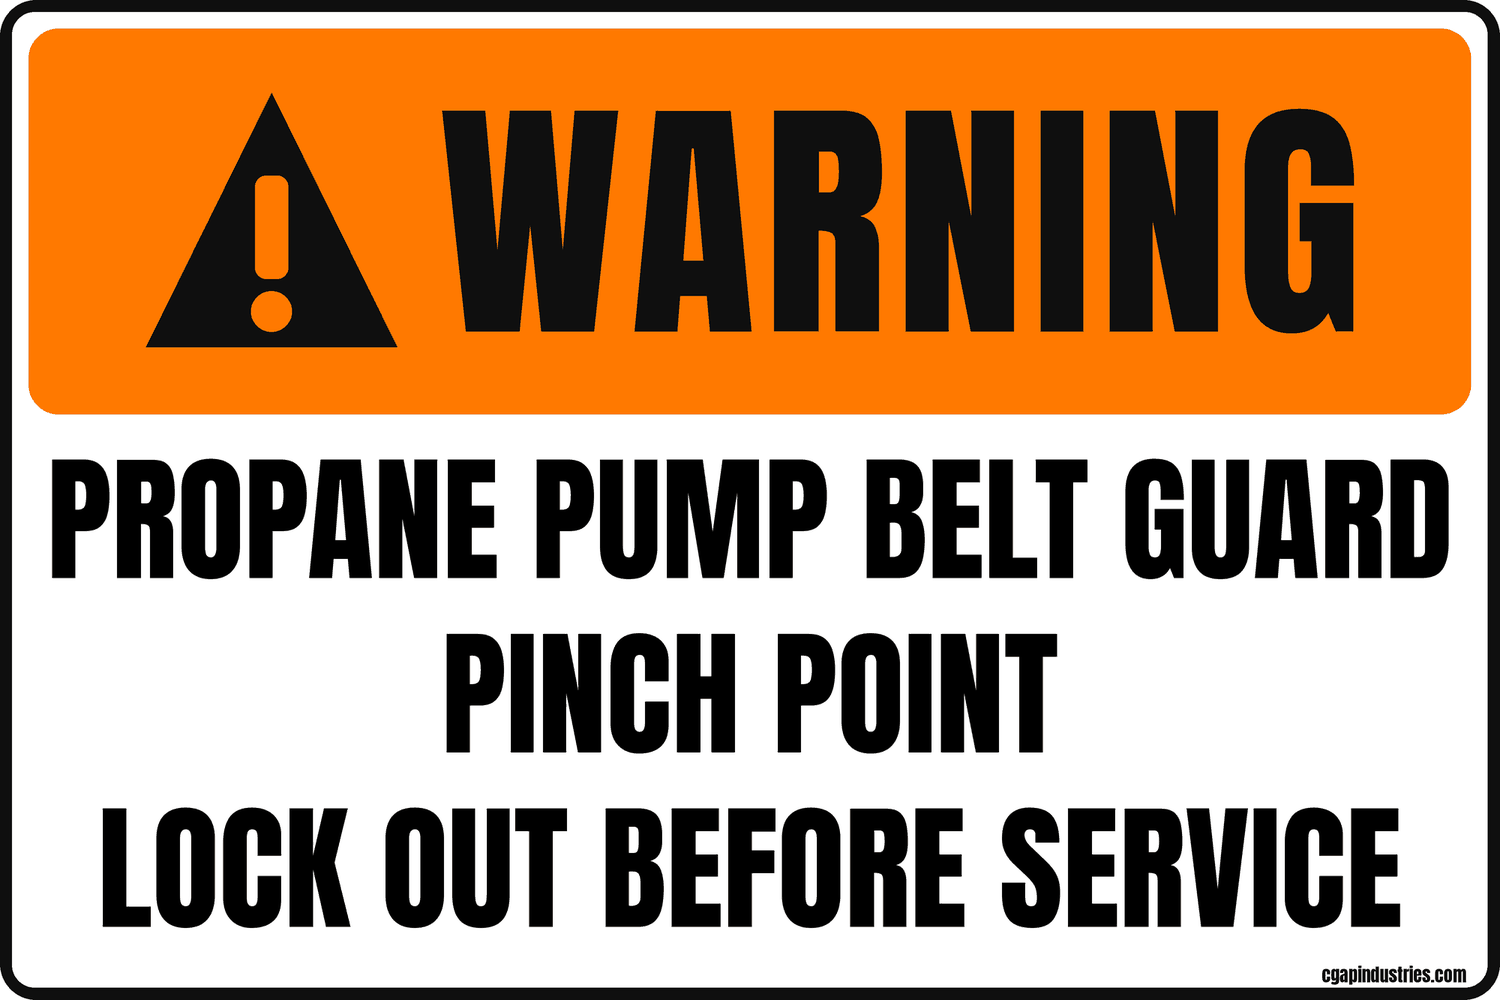 WARNING
PROPANE PUMP BELT GUARD
PINCH POINT
LOCK OUT BEFORE SERVICE
cgapindustries.com